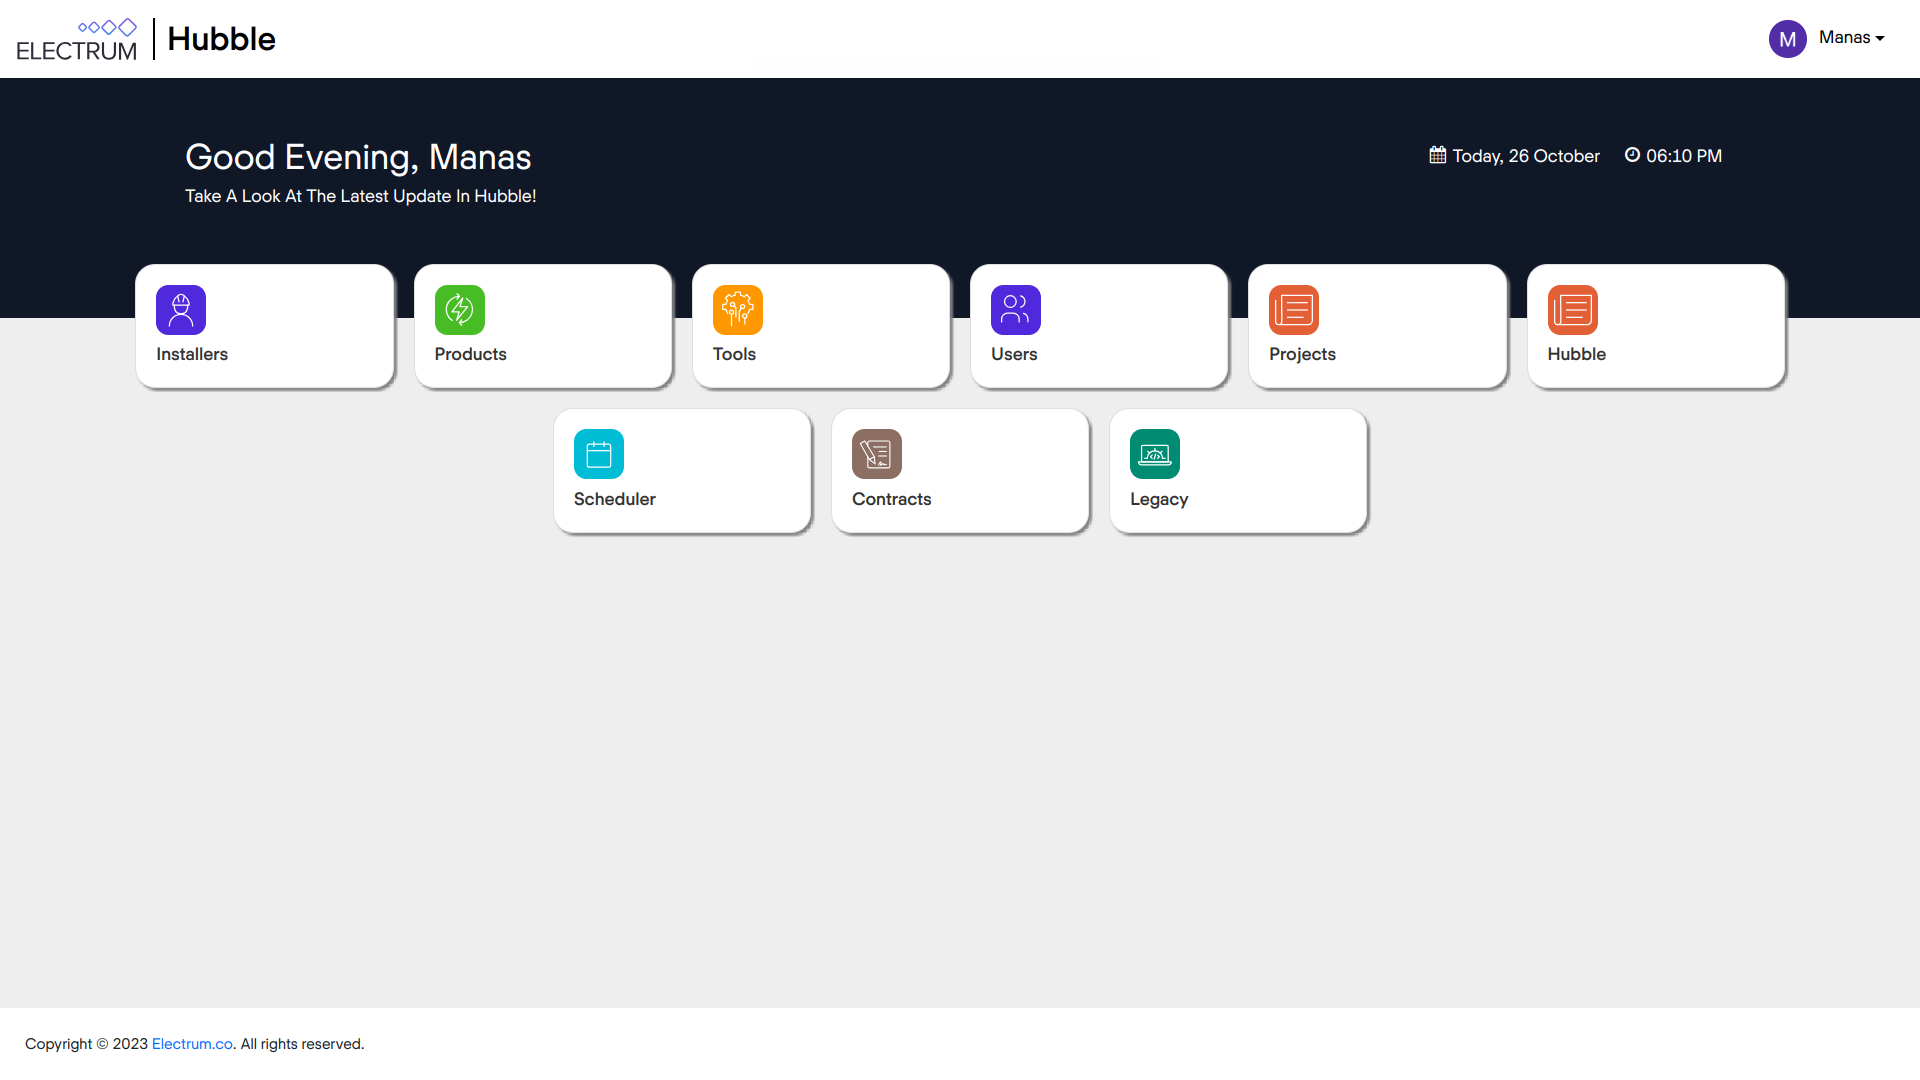 ELECTRUM
Hubble
M
Manas
Good Evening, Manas
Today, 26 October
06:10 PM
Take A Look At The Latest Update In Hubble!
Installers
Products
Tools
Users
Projects
Hubble
Scheduler
Contracts
Legacy
Copyright © 2023 Electrum.co. All rights reserved.